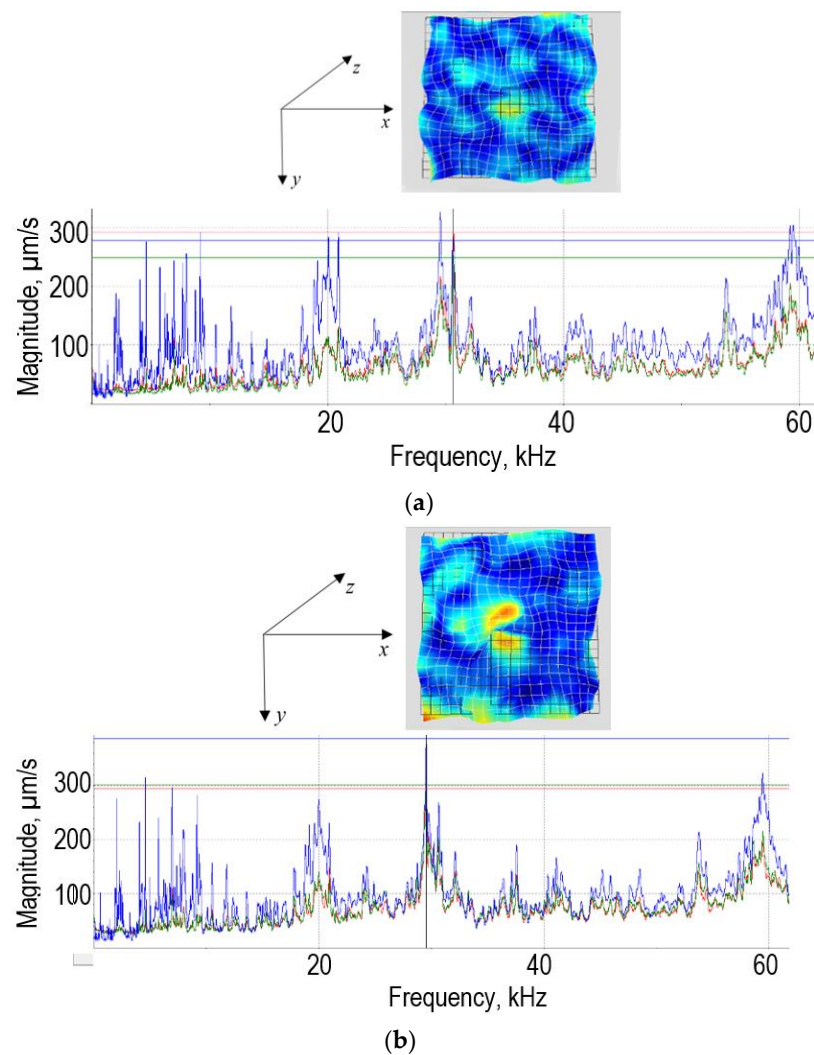 z
x
y
Magnitude, µm/s
300
200
100
20
40
60
Frequency, kHz
(a)
z
x
y
Magnitude, µm/s
300
200
100
20
40
60
Frequency, kHz
(b)